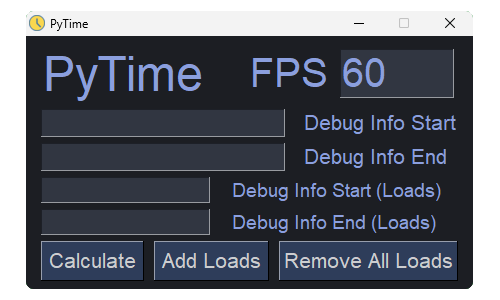 PyTime
PyTime FPS 60
Debug Info Start
Debug Info End
Debug Info Start (Loads)
Debug Info End (Loads)
Calculate Add Loads Remove All Loads